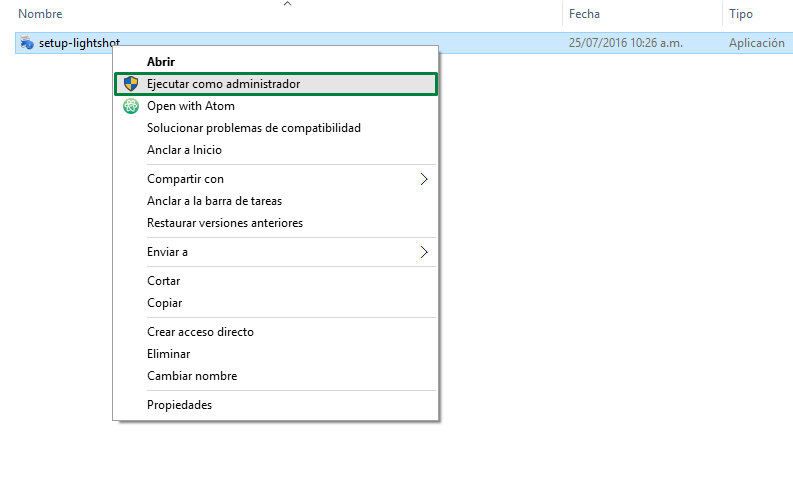 Nombre Fecha Tipo
setup-lightshot 25/07/2016 10:26 a.m. Aplicación
Abrir
Ejecutar como administrador
Open with Atom
Solucionar problemas de compatibilidad
Anclar a Inicio
Compartir con
Anclar a la barra de tareas
Restaurar versiones anteriores
Enviar a
Cortar
Copiar
Crear acceso directo
Eliminar
Cambiar nombre
Propiedades